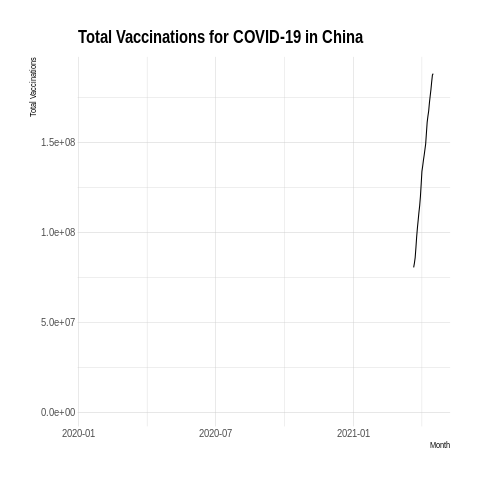 Total Vaccinations for COVID-19 in China
Total Vaccinations
1.5e+08
1.0e+08
5.0e+07
0.0e+00
2020-01 2020-07 2021-01
Month